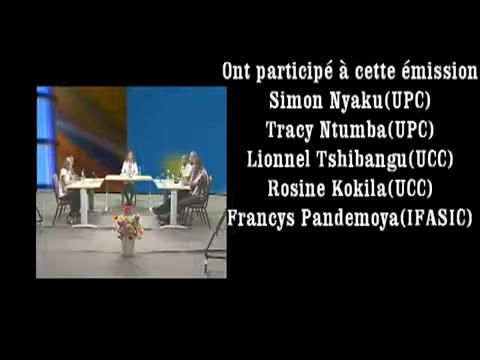 Ont participé à cette émission
Simon Nyaku(UPC)
Tracy Ntumba(UPC)
Lionnel Tshibangu(UCC)
Rosine Kokila(UCC)
Francys Pandemoya(IFASIC)